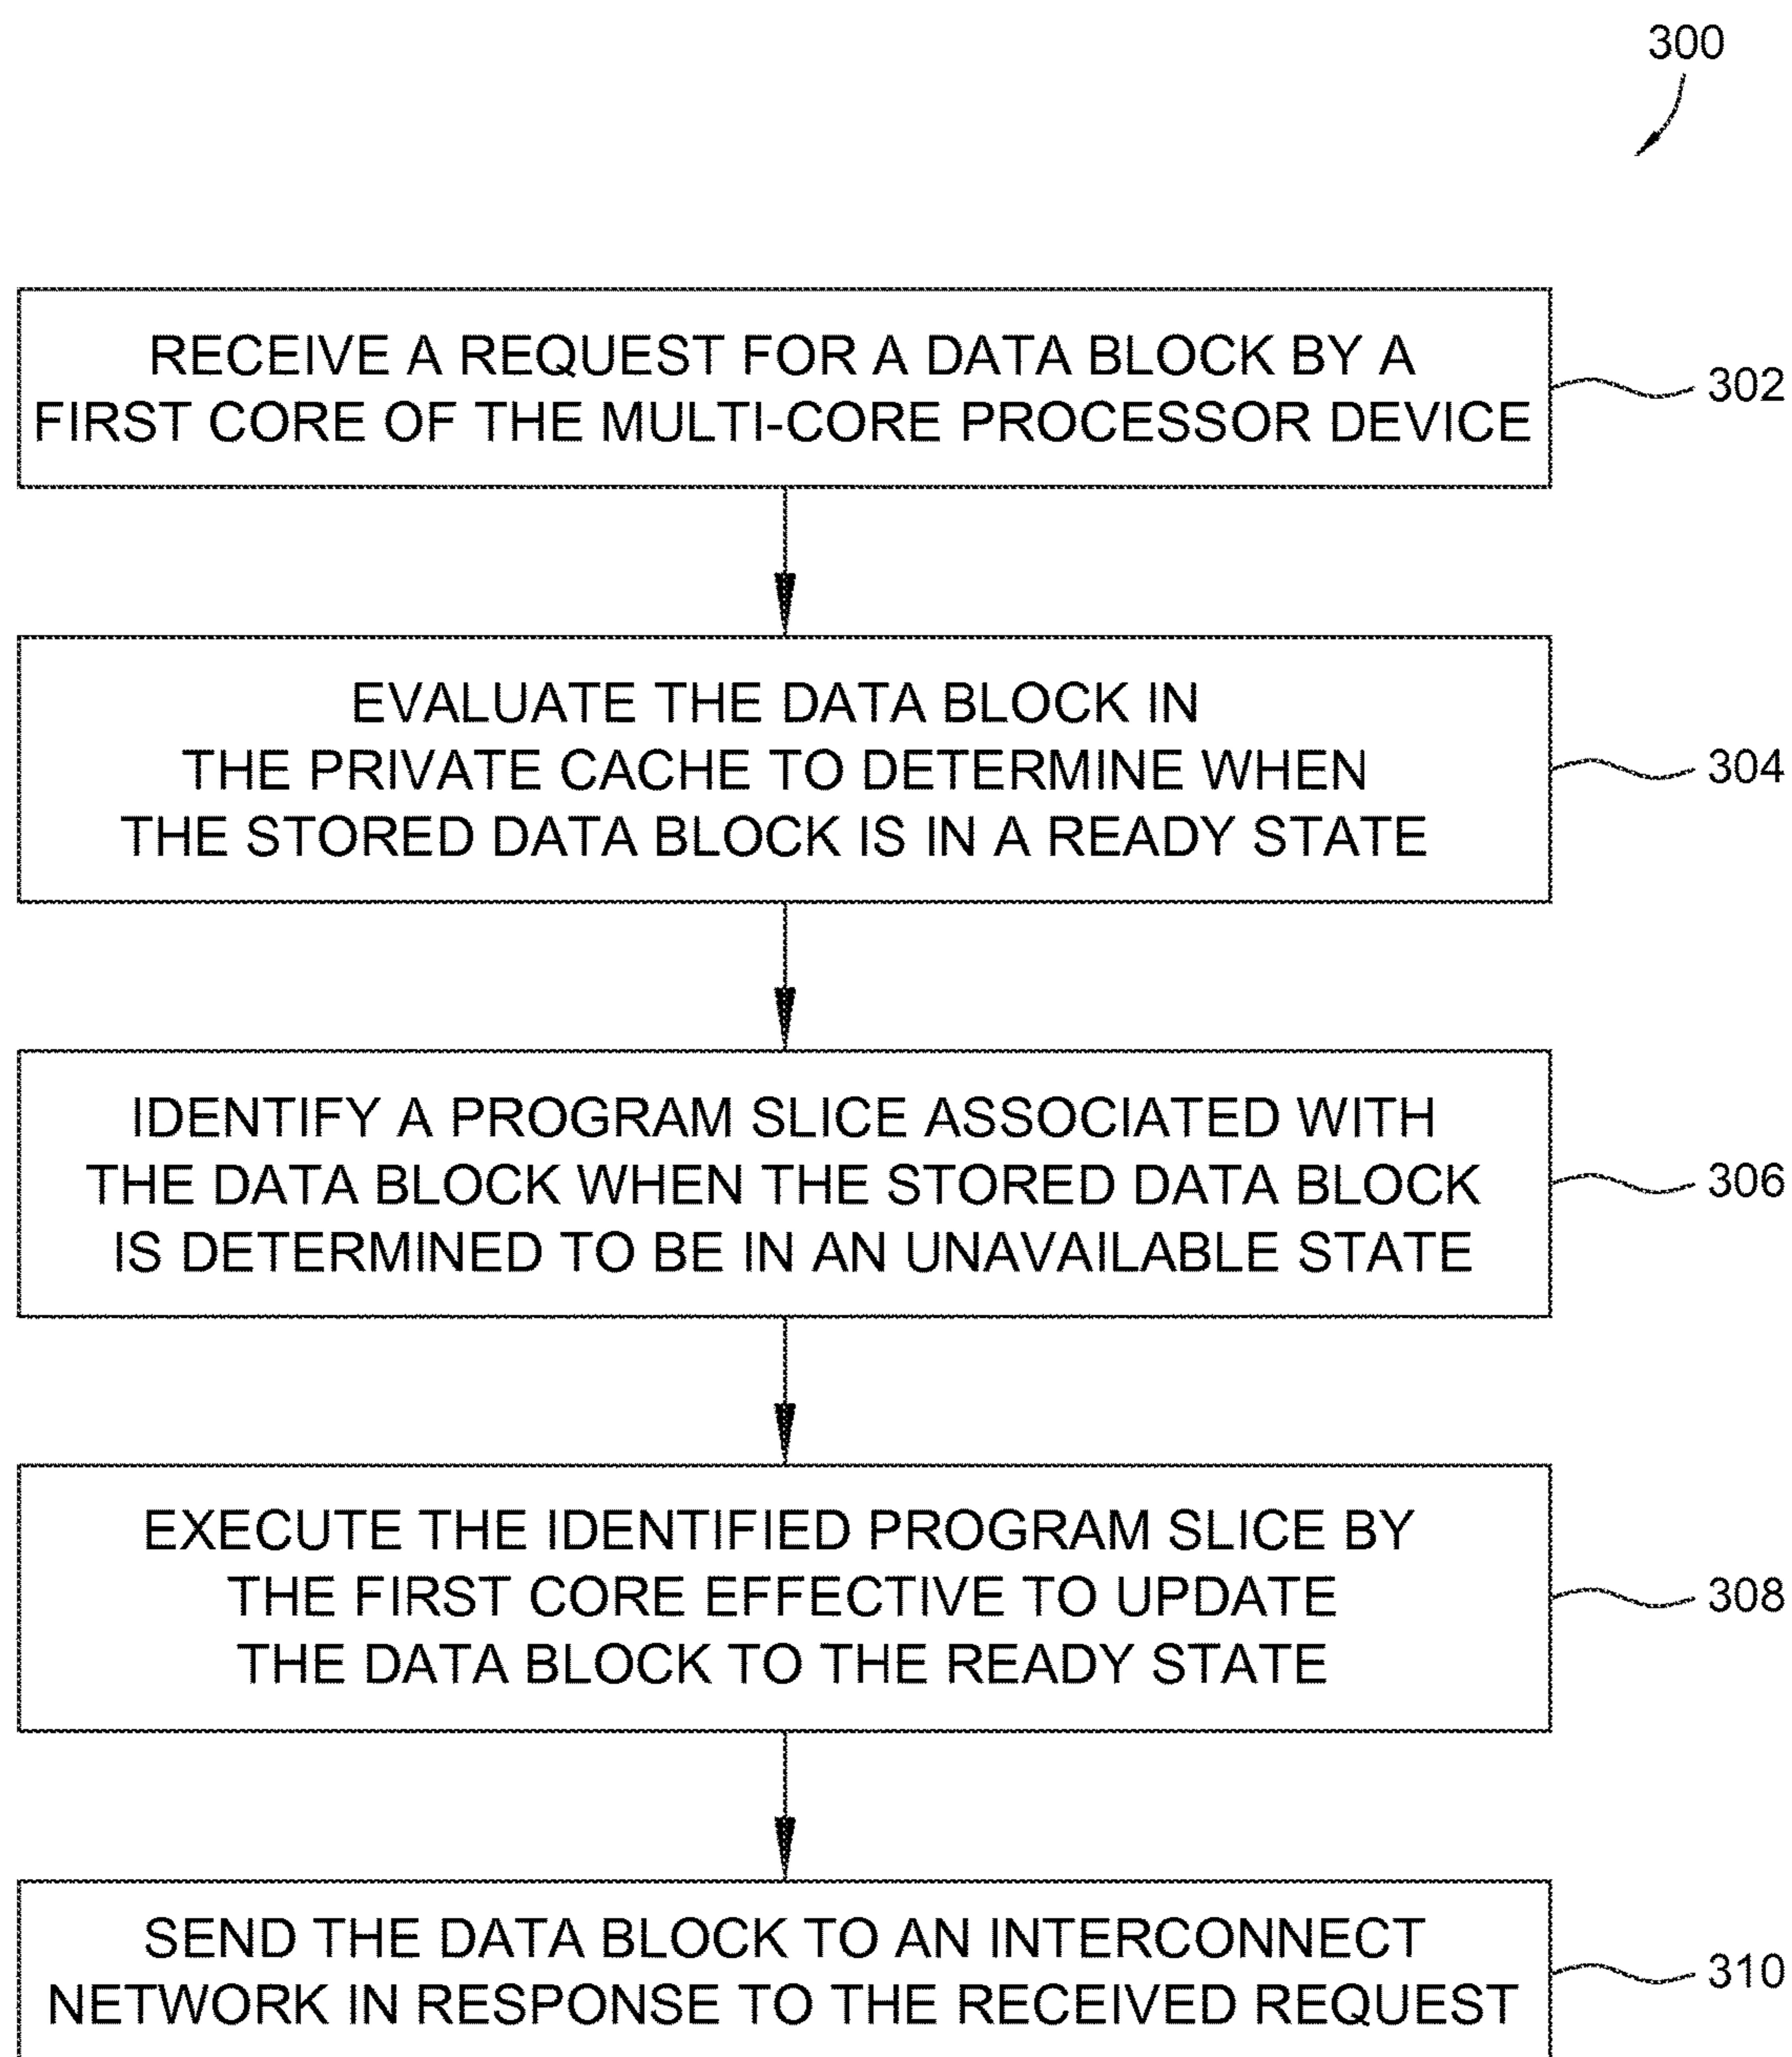 300
RECEIVE A REQUEST FOR A DATA BLOCK BY A
FIRST CORE OF THE MULTI-CORE PROCESSOR DEVICE
302
EVALUATE THE DATA BLOCK IN
THE PRIVATE CACHE TO DETERMINE WHEN
THE STORED DATA BLOCK IS IN A READY STATE
304
IDENTIFY A PROGRAM SLICE ASSOCIATED WITH
THE DATA BLOCK WHEN THE STORED DATA BLOCK
IS DETERMINED TO BE IN AN UNAVAILABLE STATE
306
EXECUTE THE IDENTIFIED PROGRAM SLICE BY
THE FIRST CORE EFFECTIVE TO UPDATE
THE DATA BLOCK TO THE READY STATE
308
SEND THE DATA BLOCK TO AN INTERCONNECT
NETWORK IN RESPONSE TO THE RECEIVED REQUEST
310